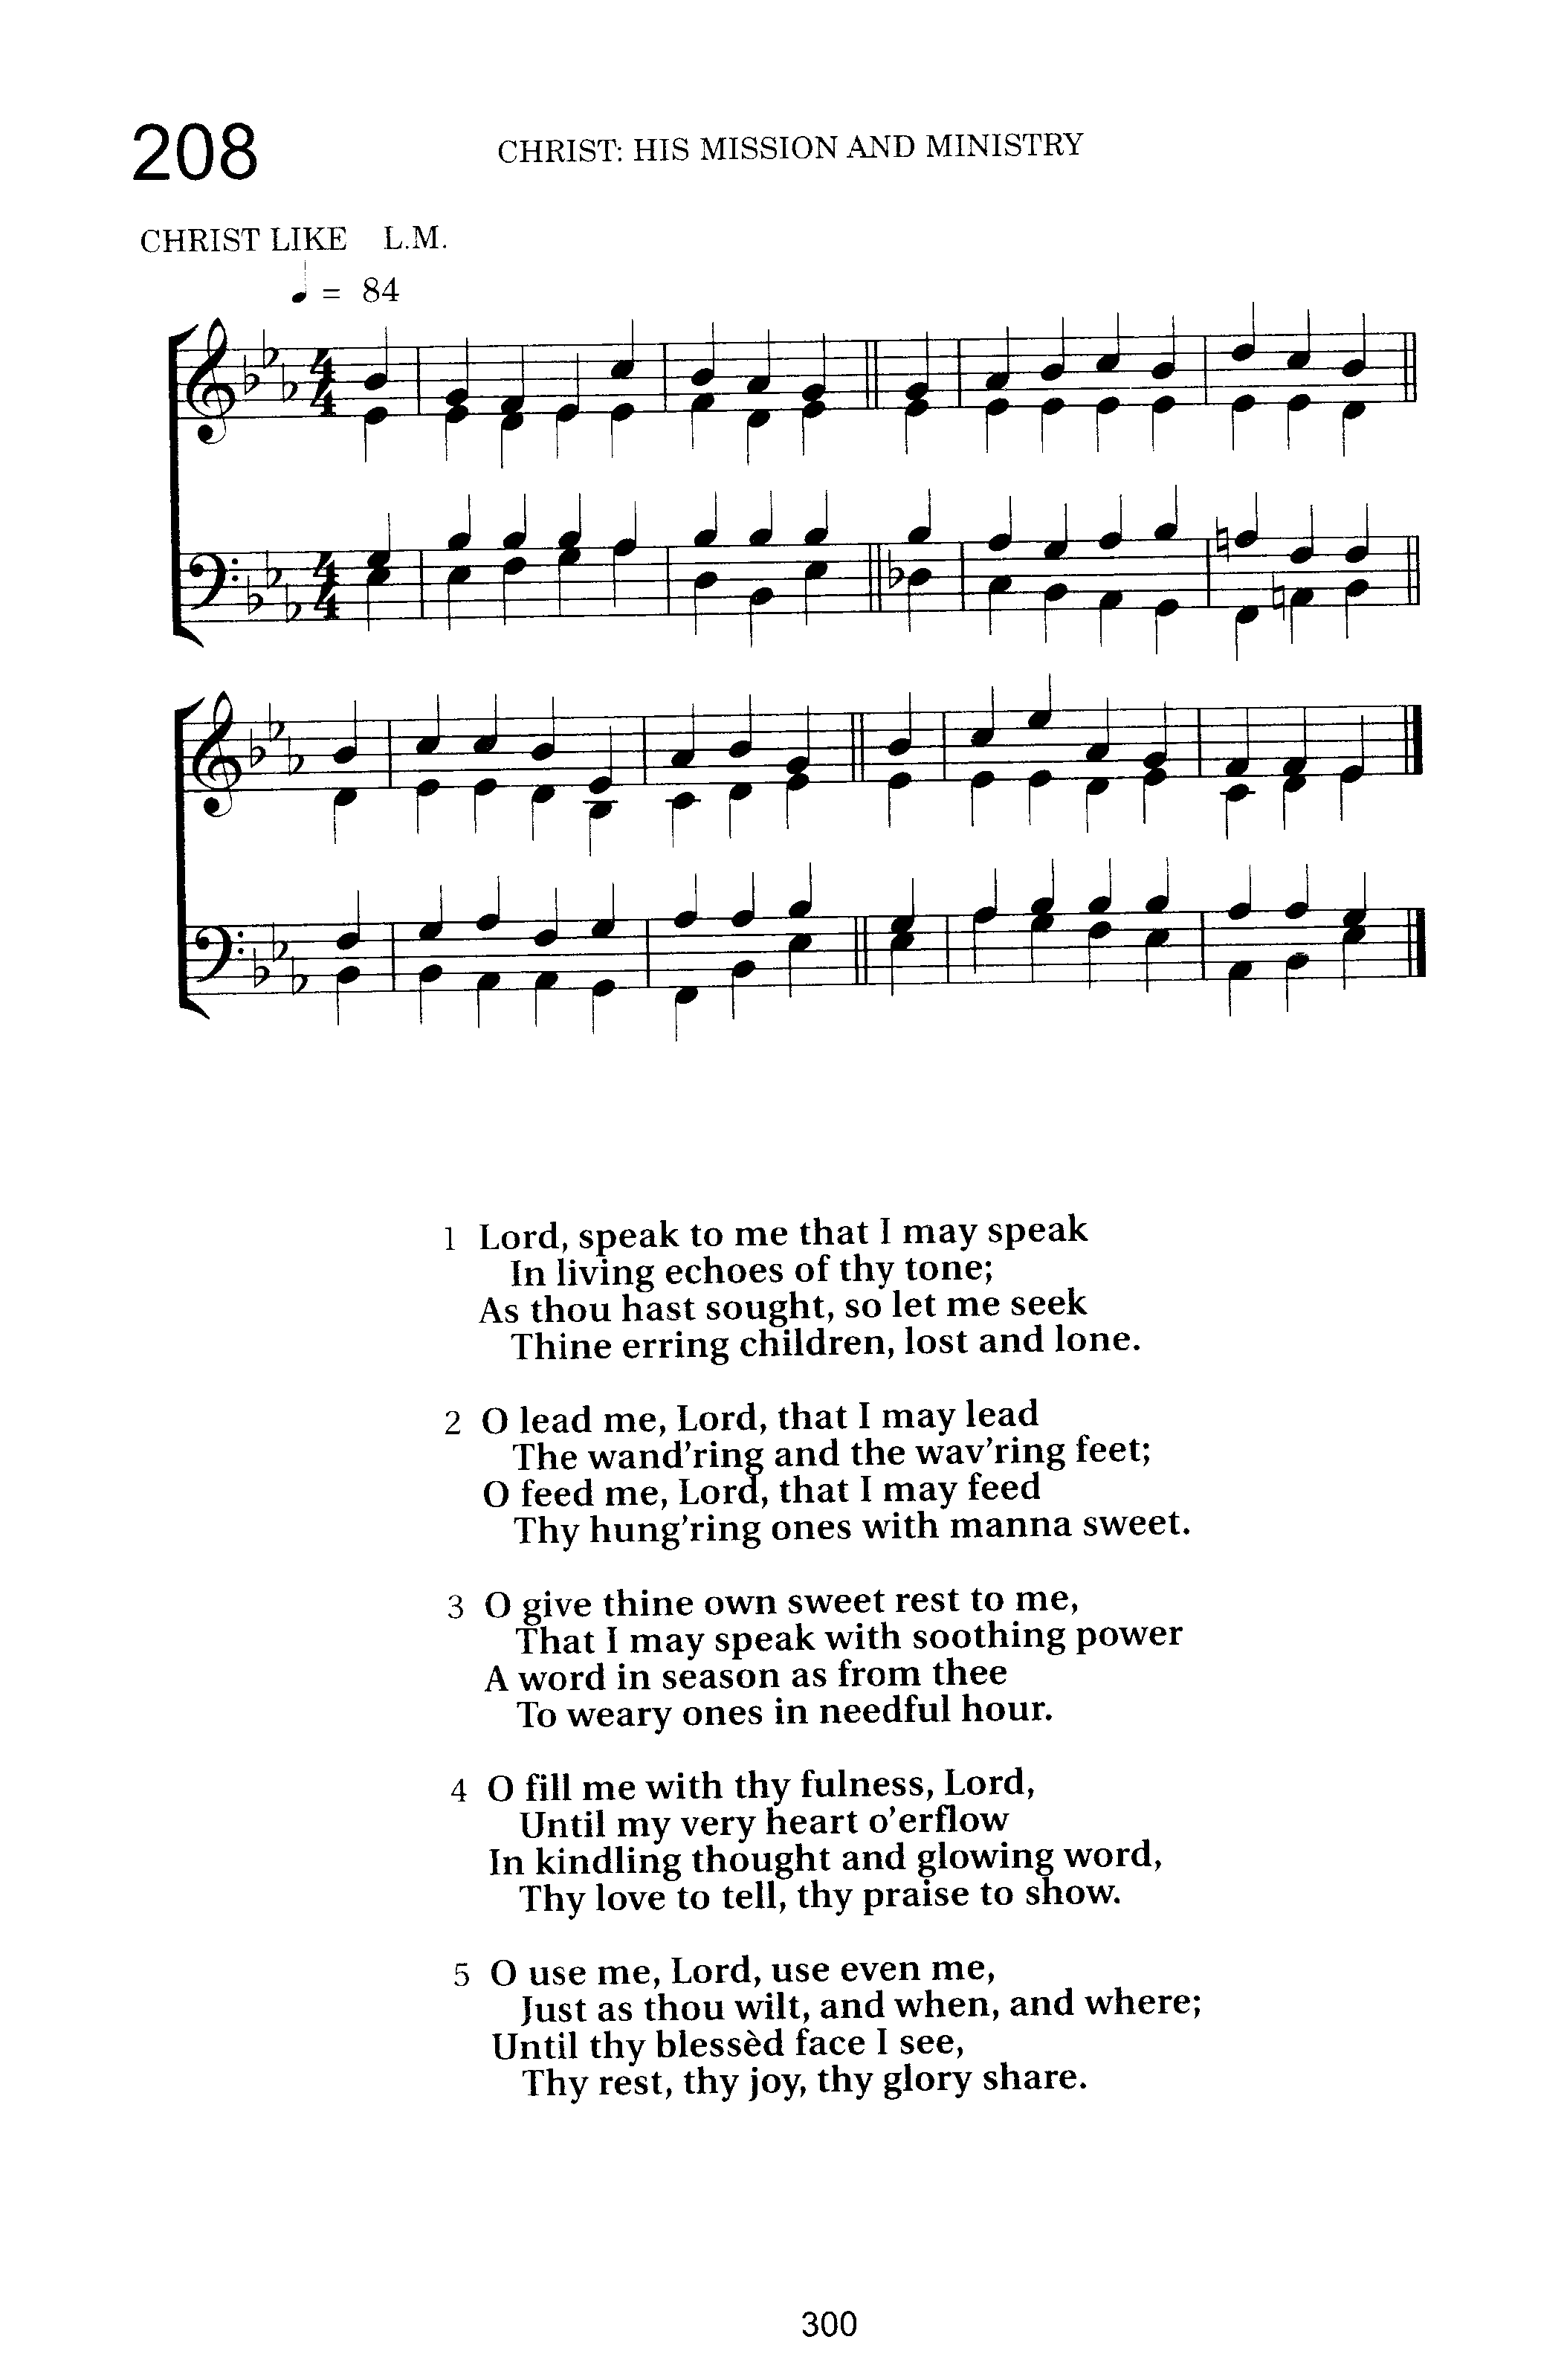 208
CHRIST: HIS MISSION AND MINISTRY
CHRIST LIKE L.M.
♩ = 84
1 Lord, speak to me that I may speak
In living echoes of thy tone;
As thou hast sought, so let me seek
Thine erring children, lost and lone.
2 O lead me, Lord, that I may lead
The wand’ring and the wav’ring feet;
O feed me, Lord, that I may feed
Thy hung’ring ones with manna sweet.
3 O give thine own sweet rest to me,
That I may speak with soothing power
A word in season as from thee
To weary ones in needful hour.
4 O fill me with thy fulness, Lord,
Until my very heart o’erflow
In kindling thought and glowing word,
Thy love to tell, thy praise to show.
5 O use me, Lord, use even me,
Just as thou wilt, and when, and where;
Until thy blessèd face I see,
Thy rest, thy joy, thy glory share.
300